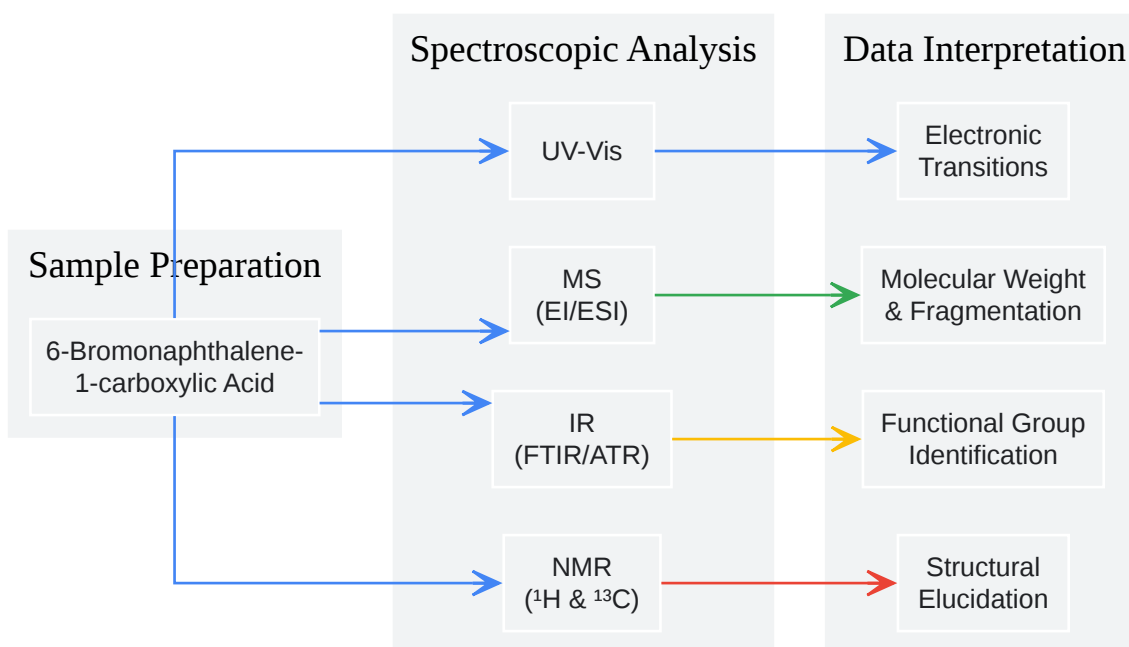 Spectroscopic Analysis
Data Interpretation
UV-Vis
Electronic
Transitions
Sample Preparation
MS
(EI/ESI)
Molecular Weight
& Fragmentation
6-Bromonaphthalene-
1-carboxylic Acid
IR
(FTIR/ATR)
Functional Group
Identification
NMR
(¹H & ¹³C)
Structural
Elucidation